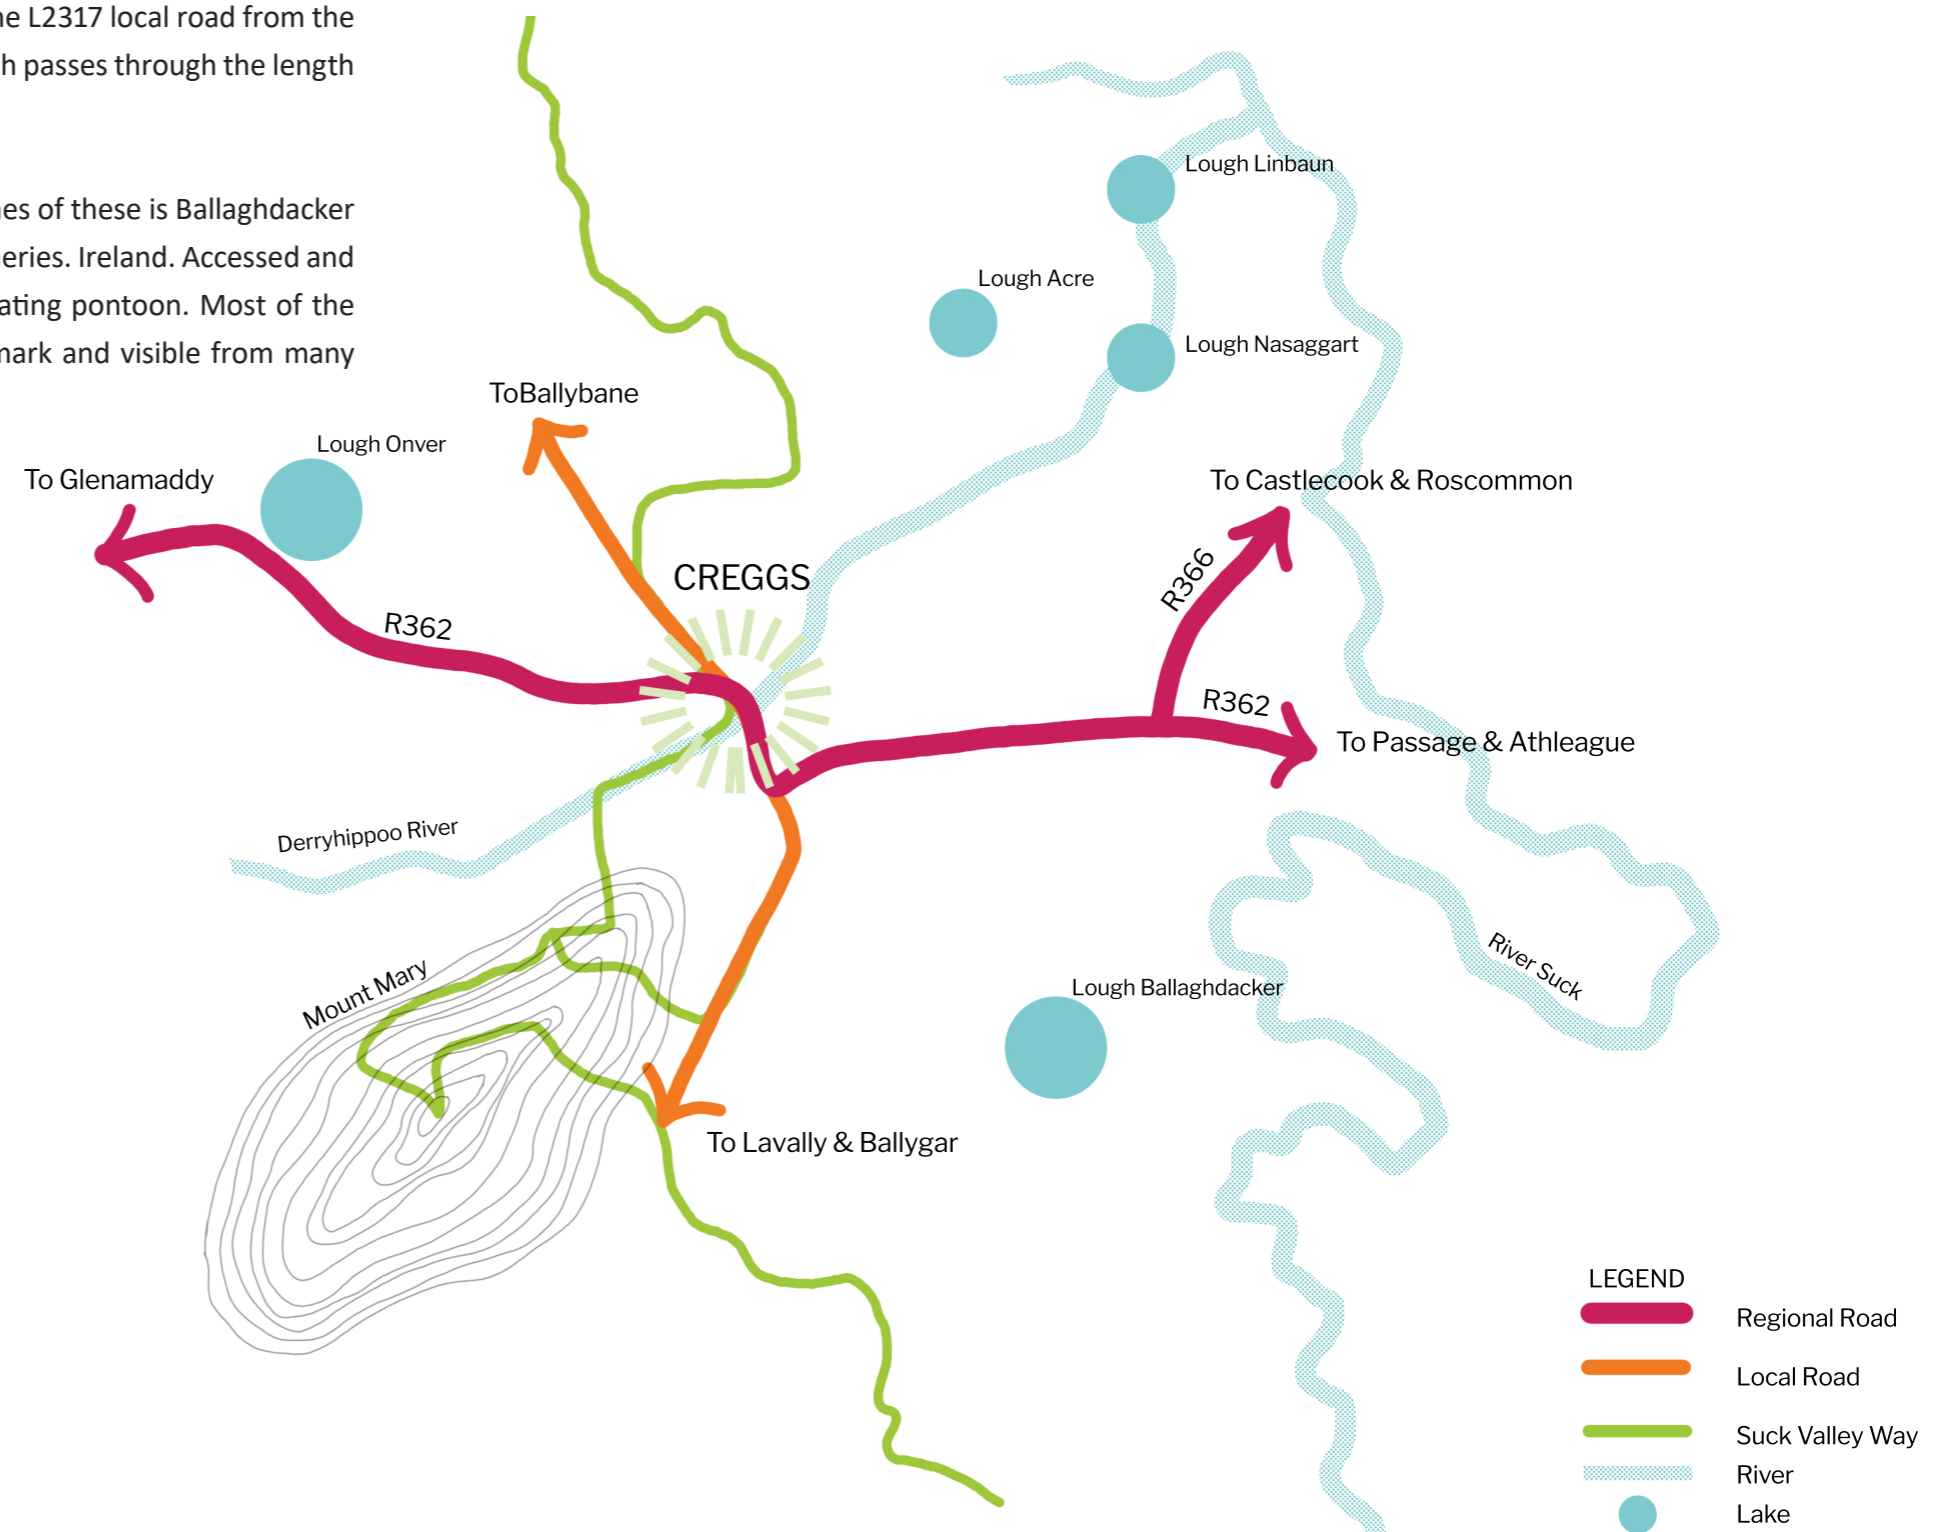 ne L2317 local road from the
h passes through the length
nes of these is Ballaghdacker
eries. Ireland. Accessed and
ating pontoon. Most of the
mark and visible from many
Lough Linbaun
Lough Acre
Lough Nasaggart
ToBallybane
Lough Onver
To Glenamaddy
To Castlecook & Roscommon
R366
CREGGS
R362
R362
To Passage & Athleague
Derryhippoo River
Mount Mary
River Suck
Lough Ballaghdacker
To Lavally & Ballygar
LEGEND
Regional Road
Local Road
Suck Valley Way
River
Lake